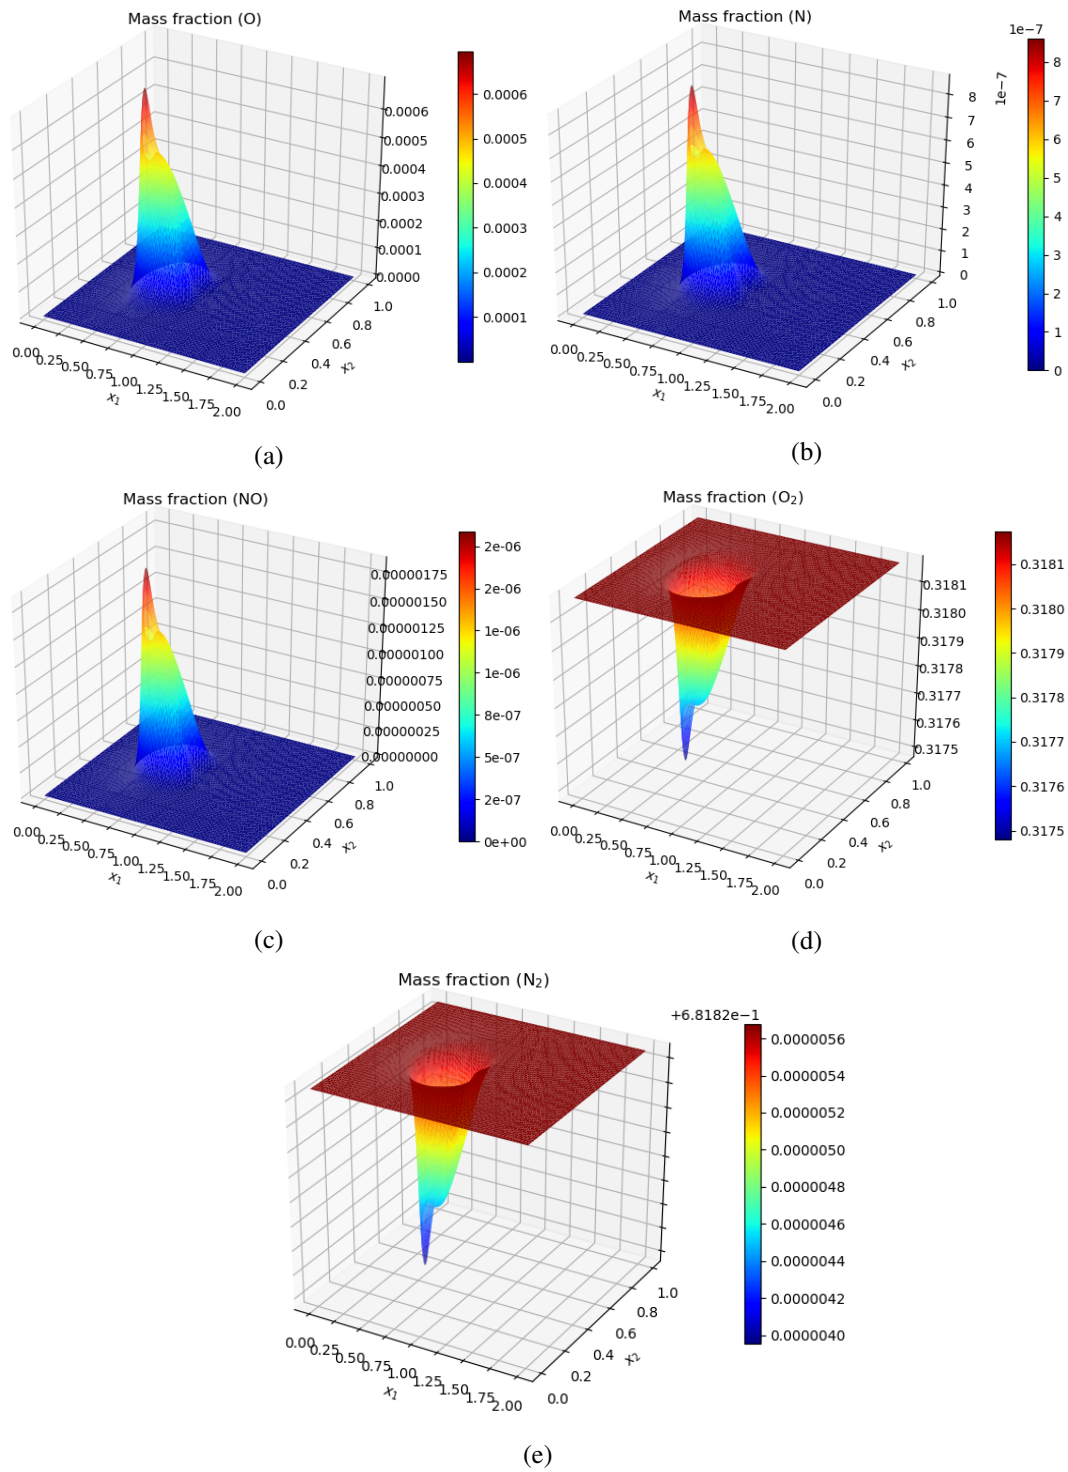 Mass fraction (O)
0.0006
0.0005
0.0004
0.0003
0.0002
0.0001
0.0000
0.00 0.25 0.50 0.75 1.00 1.25 1.50 1.75 2.00
x₁
0.0 0.2 0.4 0.6 0.8 1.0
x₂
0.0006
0.0005
0.0004
0.0003
0.0002
0.0001
(a)
Mass fraction (N)
1e−7
8
7
6
5
4
3
2
1
0
0.00 0.25 0.50 0.75 1.00 1.25 1.50 1.75 2.00
x₁
0.0 0.2 0.4 0.6 0.8 1.0
x₂
1e−7
8
7
6
5
4
3
2
1
0
(b)
Mass fraction (NO)
0.00000175
0.00000150
0.00000125
0.00000100
0.00000075
0.00000050
0.00000025
0.00000000
0.00 0.25 0.50 0.75 1.00 1.25 1.50 1.75 2.00
x₁
0.0 0.2 0.4 0.6 0.8 1.0
x₂
2e-06
2e-06
1e-06
1e-06
8e-07
5e-07
2e-07
0e+00
(c)
Mass fraction (O₂)
0.3181
0.3180
0.3179
0.3178
0.3177
0.3176
0.3175
0.00 0.25 0.50 0.75 1.00 1.25 1.50 1.75 2.00
x₁
0.0 0.2 0.4 0.6 0.8 1.0
x₂
0.3181
0.3180
0.3179
0.3178
0.3177
0.3176
0.3175
(d)
Mass fraction (N₂)
0.00 0.25 0.50 0.75 1.00 1.25 1.50 1.75 2.00
x₁
0.0 0.2 0.4 0.6 0.8 1.0
x₂
+6.8182e−1
0.0000056
0.0000054
0.0000052
0.0000050
0.0000048
0.0000046
0.0000044
0.0000042
0.0000040
(e)